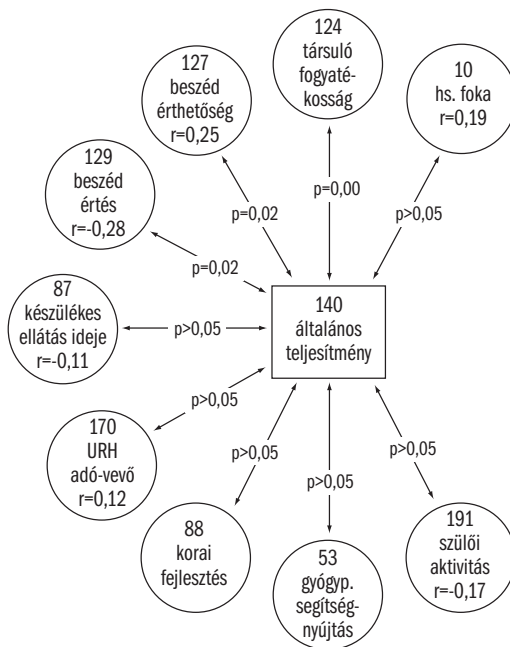 124
társuló
fogyaté-
kosság
127
beszéd
érthetőség
r=0,25
10
hs. foka
r=0,19
129
beszéd
értés
r=-0,28
p=0,02
p=0,00
p>0,05
p=0,02
87
készülékes
ellátás ideje
r=-0,11
p>0,05
140
általános
teljesítmény
p>0,05
170
URH
adó-vevő
r=0,12
p>0,05
p>0,05
p>0,05
88
korai
fejlesztés
53
gyógyp.
segítség-
nyújtás
191
szülői
aktivitás
r=-0,17